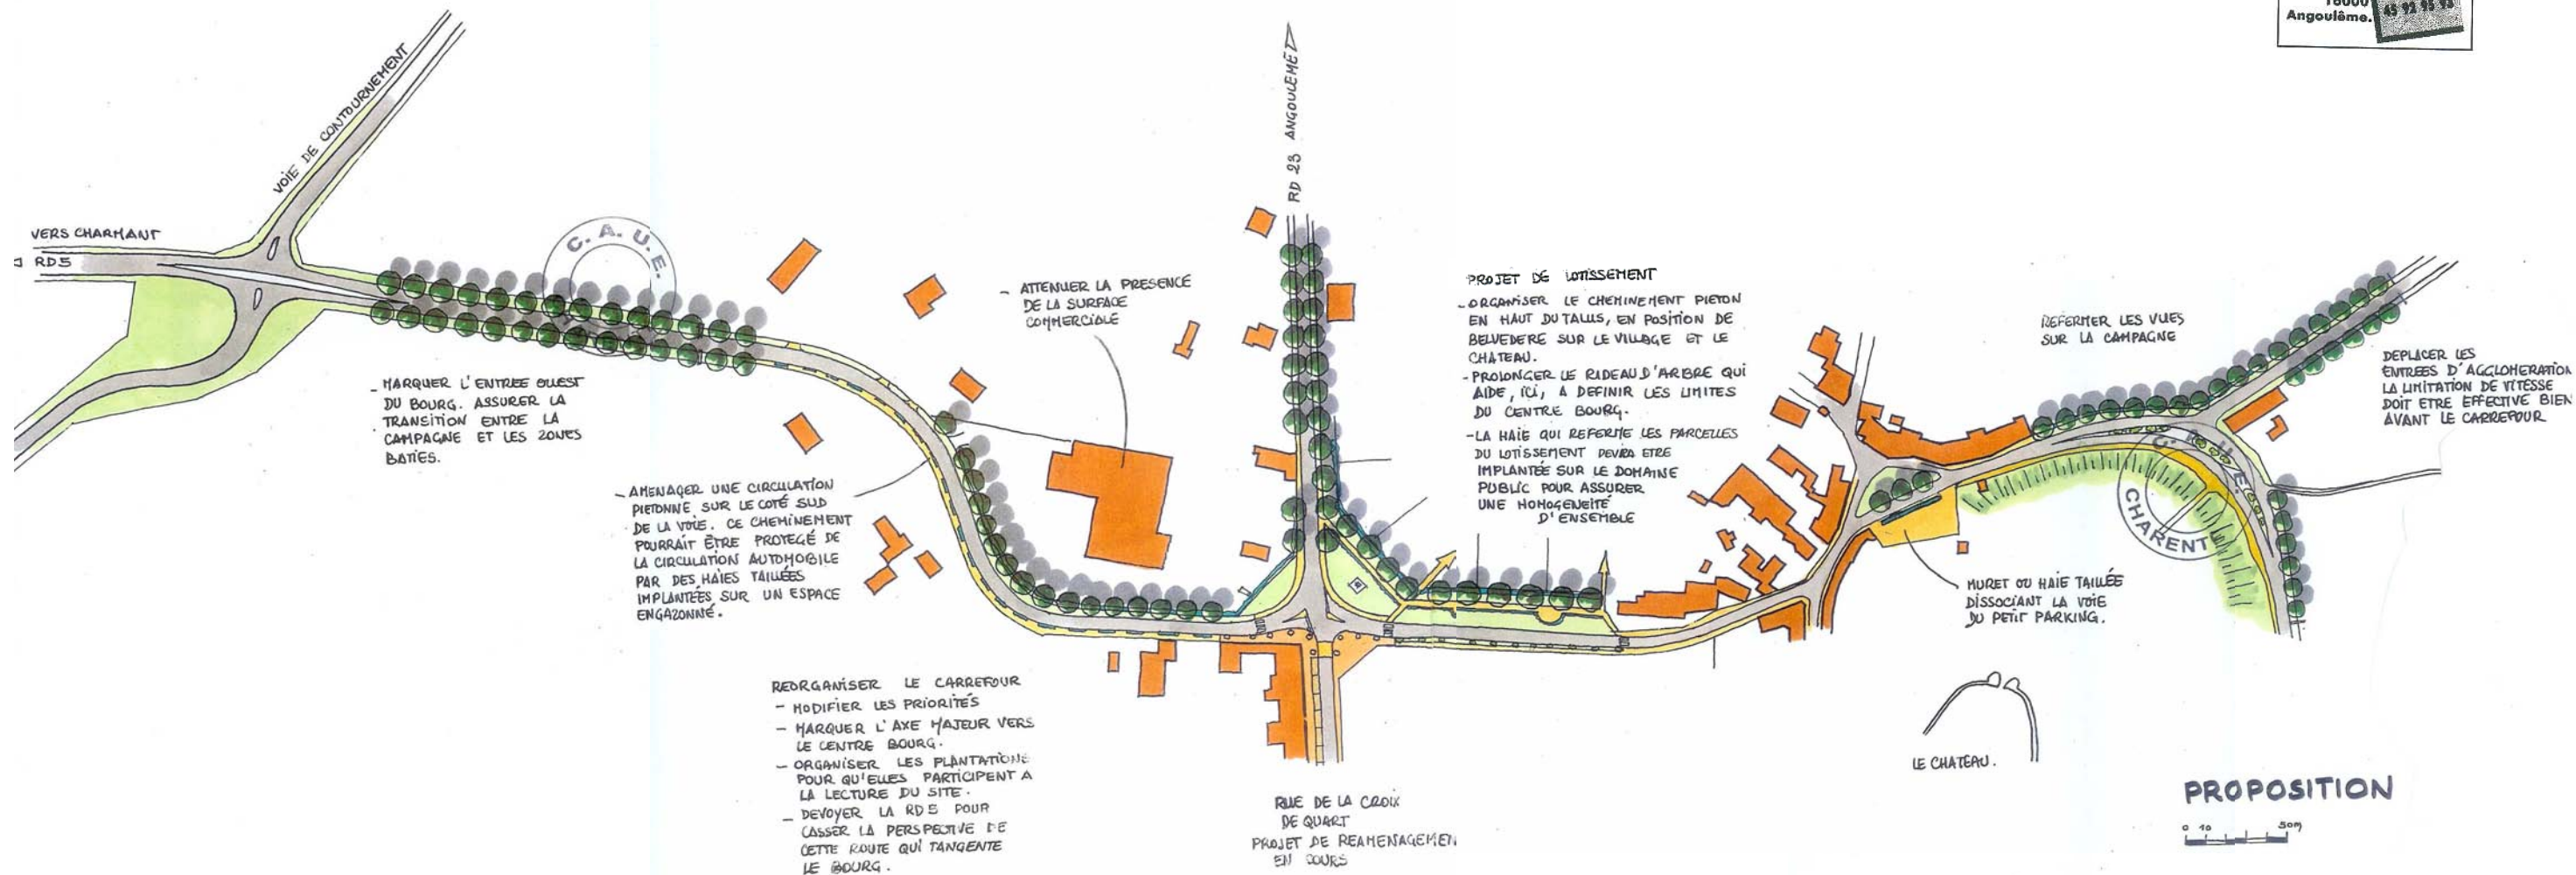 16000
Angoulême.
45 92 95 93
VOIE DE CONTOURNEMENT
VERS CHARMANT
RD5
C. A. U. E.
- MARQUER L'ENTREE OUEST
DU BOURG. ASSURER LA
TRANSITION ENTRE LA
CAMPAGNE ET LES ZONES
BATIES.
- AMENAGER UNE CIRCULATION
PIETONNE SUR LE COTÉ SUD
DE LA VOIE. CE CHEMINEMENT
POURRAIT ÊTRE PROTEGÉ DE
LA CIRCULATION AUTOMOBILE
PAR DES HAIES TAILLÉES
IMPLANTÉES SUR UN ESPACE
ENGAZONNÉ.
- ATTENUER LA PRESENCE
DE LA SURFACE
COMMERCIALE
RD 23 ANGOULEME
PROJET DE LOTISSEMENT
- ORGANISER LE CHEMINEMENT PIETON
EN HAUT DU TALUS, EN POSITION DE
BELVEDERE SUR LE VILLAGE ET LE
CHATEAU.
- PROLONGER LE RIDEAU D'ARBRE QUI
AIDE, ICI, A DEFINIR LES LIMITES
DU CENTRE BOURG.
- LA HAIE QUI REFERME LES PARCELLES
DU LOTISSEMENT DEVRA ETRE
IMPLANTÉE SUR LE DOMAINE
PUBLIC POUR ASSURER
UNE HOMOGENEITÉ
D'ENSEMBLE
REFERMER LES VUES
SUR LA CAMPAGNE
DEPLACER LES
ENTREES D'AGGLOMERATION
LA LIMITATION DE VITESSE
DOIT ETRE EFFECTIVE BIEN
AVANT LE CARREFOUR
C. A. U. E.
CHARENT
MURET OU HAIE TAILLÉE
DISSOCIANT LA VOIE
DU PETIT PARKING.
REORGANISER LE CARREFOUR
- MODIFIER LES PRIORITÉS
- MARQUER L'AXE MAJEUR VERS
LE CENTRE BOURG.
- ORGANISER LES PLANTATIONS
POUR QU'ELLES PARTICIPENT A
LA LECTURE DU SITE.
- DEVOYER LA RD5 POUR
CASSER LA PERSPECTIVE DE
CETTE ROUTE QUI TANGENTE
LE BOURG.
RUE DE LA CROIX
DE QUART
PROJET DE REAMENAGEMEN
EN COURS
LE CHATEAU.
PROPOSITION
0 10 50m